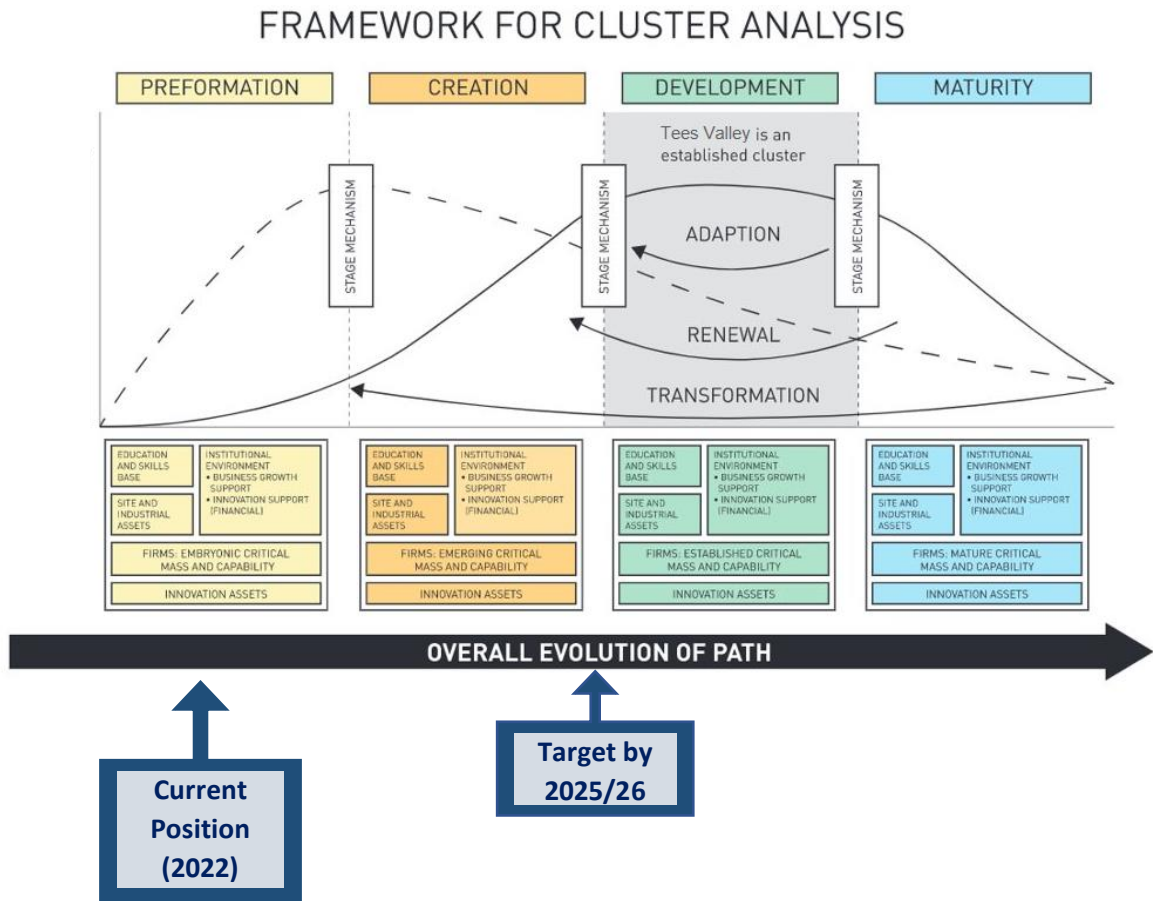 FRAMEWORK FOR CLUSTER ANALYSIS
PREFORMATION
CREATION
DEVELOPMENT
MATURITY
Tees Valley is an
established cluster
STAGE MECHANISM
STAGE MECHANISM
STAGE MECHANISM
ADAPTION
RENEWAL
TRANSFORMATION
EDUCATION
AND SKILLS
BASE
SITE AND
INDUSTRIAL
ASSETS
INSTITUTIONAL
ENVIRONMENT
• BUSINESS GROWTH
SUPPORT
• INNOVATION SUPPORT
(FINANCIAL)
FIRMS: EMBRYONIC CRITICAL
MASS AND CAPABILITY
INNOVATION ASSETS
EDUCATION
AND SKILLS
BASE
SITE AND
INDUSTRIAL
ASSETS
INSTITUTIONAL
ENVIRONMENT
• BUSINESS GROWTH
SUPPORT
• INNOVATION SUPPORT
(FINANCIAL)
FIRMS: EMERGING CRITICAL
MASS AND CAPABILITY
INNOVATION ASSETS
EDUCATION
AND SKILLS
BASE
SITE AND
INDUSTRIAL
ASSETS
INSTITUTIONAL
ENVIRONMENT
• BUSINESS GROWTH
SUPPORT
• INNOVATION SUPPORT
(FINANCIAL)
FIRMS: ESTABLISHED CRITICAL
MASS AND CAPABILITY
INNOVATION ASSETS
EDUCATION
AND SKILLS
BASE
SITE AND
INDUSTRIAL
ASSETS
INSTITUTIONAL
ENVIRONMENT
• BUSINESS GROWTH
SUPPORT
• INNOVATION SUPPORT
(FINANCIAL)
FIRMS: MATURE CRITICAL
MASS AND CAPABILITY
INNOVATION ASSETS
OVERALL EVOLUTION OF PATH
Current
Position
(2022)
Target by
2025/26